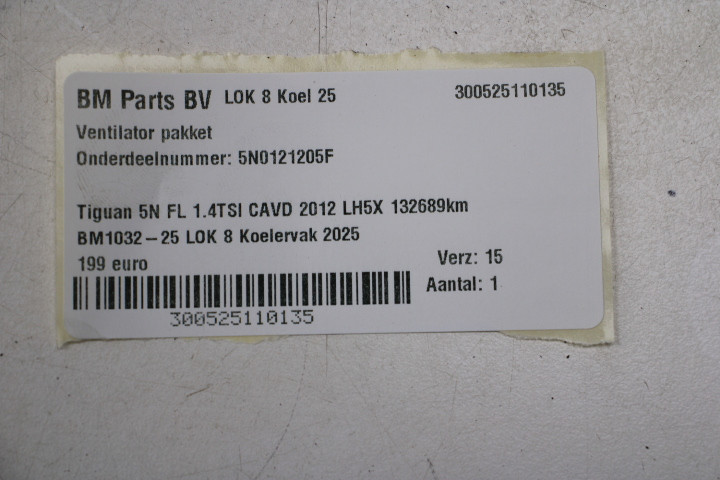 BM Parts BV LOK 8 Koel 25 300525110135
Ventilator pakket
Onderdeelnummer: 5N0121205F
Tiguan 5N FL 1.4TSI CAVD 2012 LH5X 132689km
BM1032-25 LOK 8 Koelervak 2025
199 euro Verz: 15
Aantal: 1
300525110135